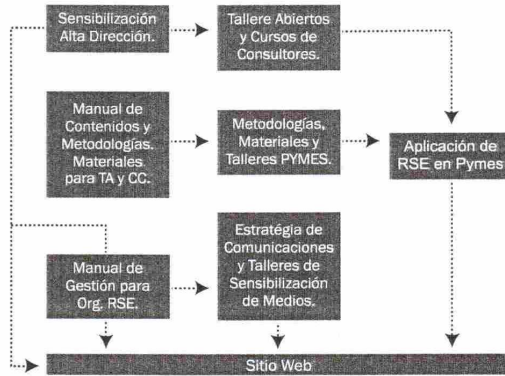 Sensibilización
Alta Dirección.
Tallere Abiertos
y Cursos de
Consultores.
Manual de
Contenidos y
Metodologías.
Materiales
para TA y CC.
Metodologías,
Materiales y
Talleres PYMES.
Aplicación de
RSE en Pymes
Manual de
Gestión para
Org. RSE.
Estratégia de
Comunicaciones
y Talleres de
Sensibilización
de Medios.
Sitio Web